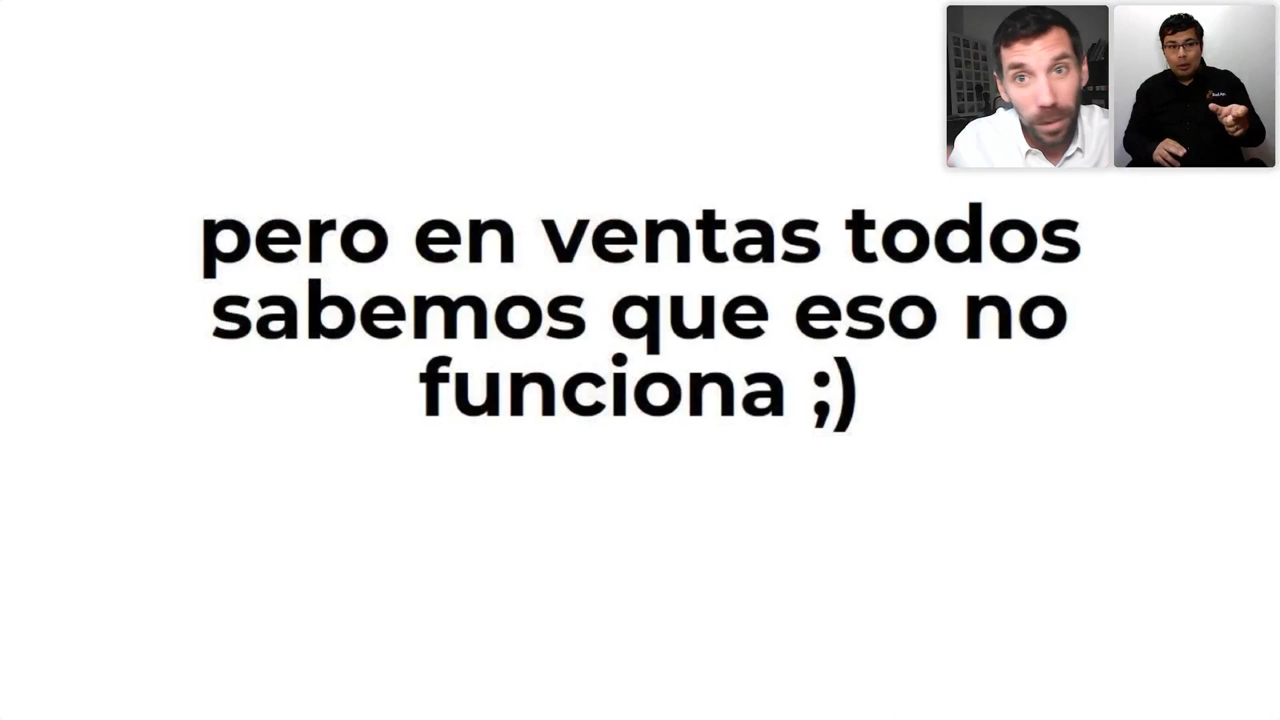 pero en ventas todos
sabemos que eso no
funciona ;)